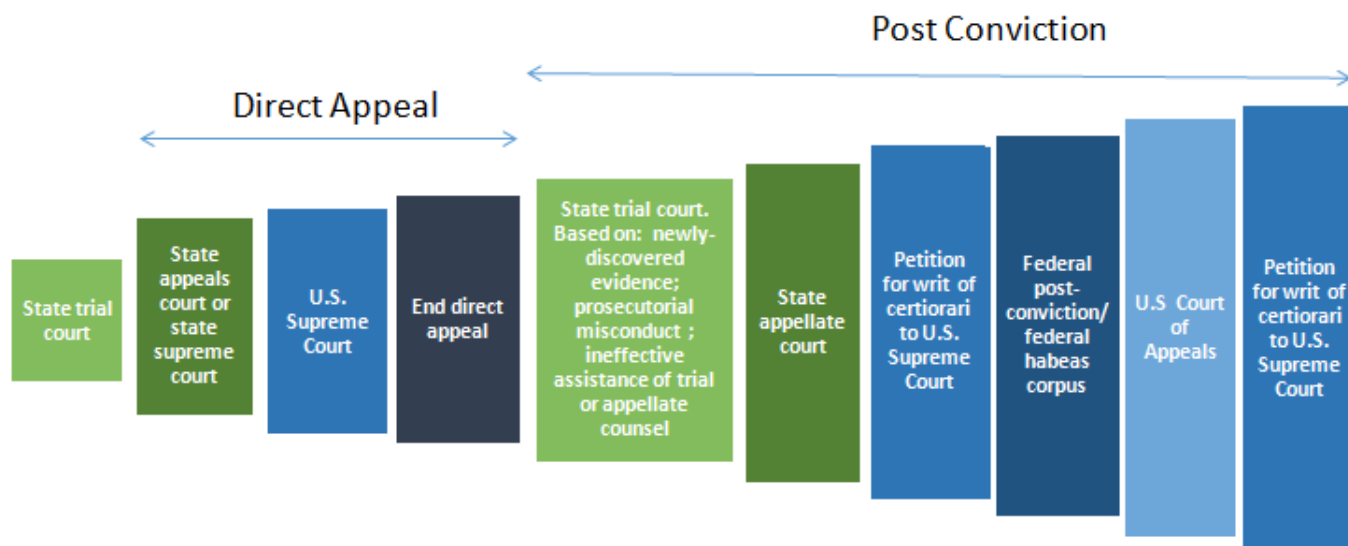 Post Conviction
Direct Appeal
State trial
court
State
appeals
court or
state
supreme
court
U.S.
Supreme
Court
End direct
appeal
State trial court.
Based on: newly-
discovered
evidence;
prosecutorial
misconduct ;
ineffective
assistance of trial
or appellate
counsel
State
appellate
court
Petition
for writ of
certiorari
to U.S.
Supreme
Court
Federal
post-
conviction/
federal
habeas
corpus
U.S Court
of
Appeals
Petition
for writ of
certiorari
to U.S.
Supreme
Court